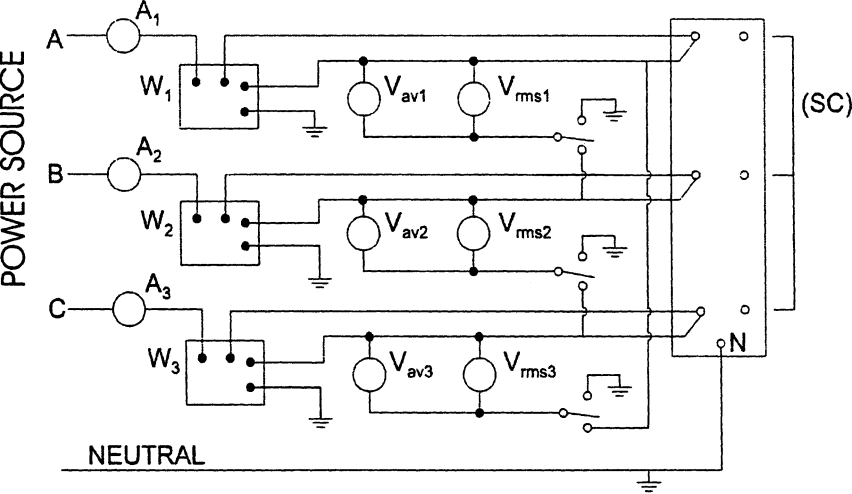 POWER SOURCE
A A1
W1 Vav1 Vrms1 (SC)
B A2
W2 Vav2 Vrms2
C A3
W3 Vav3 Vrms3 N
NEUTRAL